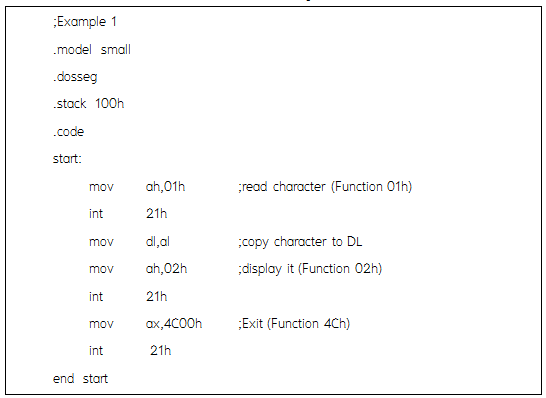 ;Example 1
.model small
.dosseg
.stack 100h
.code
start:
mov ah,01h ;read character (Function 01h)
int 21h
mov dl,al ;copy character to DL
mov ah,02h ;display it (Function 02h)
int 21h
mov ax,4C00h ;Exit (Function 4Ch)
int 21h
end start